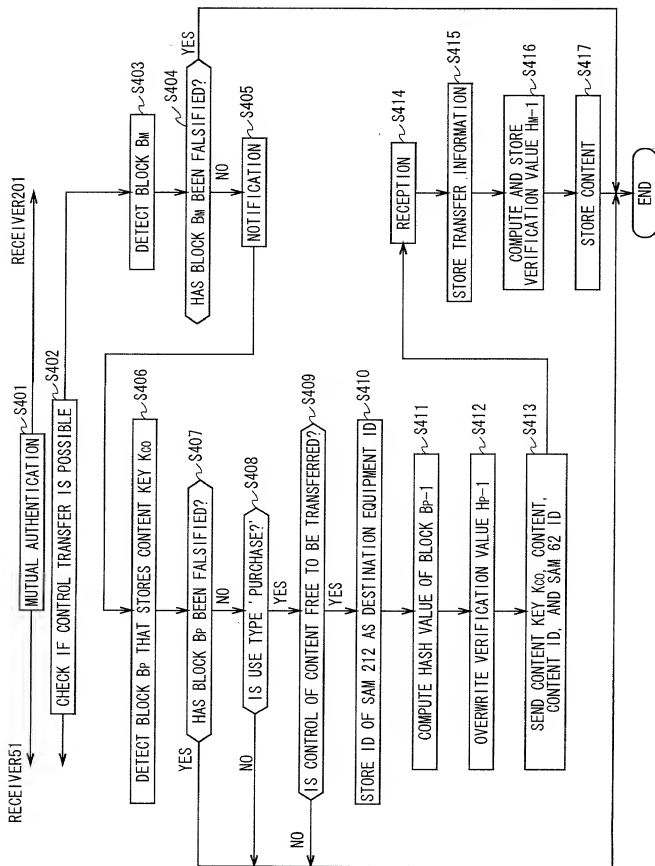 RECEIVER51
RECEIVER201
MUTUAL AUTHENTICATION
S401
CHECK IF CONTROL TRANSFER IS POSSIBLE
S402
DETECT BLOCK BM
S403
HAS BLOCK BM BEEN FALSIFIED?
S404
YES
NO
NOTIFICATION
S405
DETECT BLOCK BP THAT STORES CONTENT KEY KCO
S406
HAS BLOCK BP BEEN FALSIFIED?
S407
YES
NO
IS USE TYPE 'PURCHASE?'
S408
NO
YES
IS CONTROL OF CONTENT FREE TO BE TRANSFERRED?
S409
NO
YES
STORE ID OF SAM 212 AS DESTINATION EQUIPMENT ID
S410
COMPUTE HASH VALUE OF BLOCK BP-1
S411
OVERWRITE VERIFICATION VALUE HP-1
S412
SEND CONTENT KEY KCO, CONTENT,
CONTENT ID, AND SAM 62 ID
S413
RECEPTION
S414
STORE TRANSFER INFORMATION
S415
COMPUTE AND STORE
VERIFICATION VALUE HM-1
S416
STORE CONTENT
S417
END